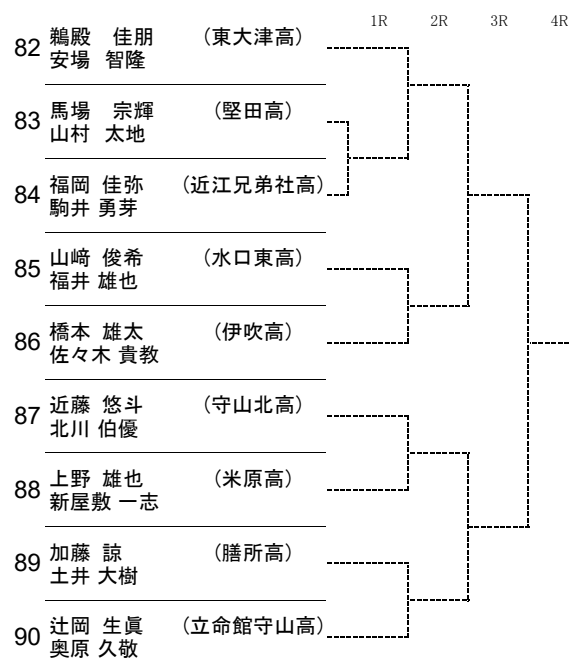 1R 2R 3R 4R
82 鵜殿 佳朋 （東大津高）
安場 智隆
83 馬場 宗輝 （堅田高）
山村 太地
84 福岡 佳弥 （近江兄弟社高）
駒井 勇芽
85 山﨑 俊希 （水口東高）
福井 雄也
86 橋本 雄太 （伊吹高）
佐々木 貴教
87 近藤 悠斗 （守山北高）
北川 伯優
88 上野 雄也 （米原高）
新屋敷 一志
89 加藤 諒 （膳所高）
土井 大樹
90 辻岡 生眞 （立命館守山高）
奥原 久敬